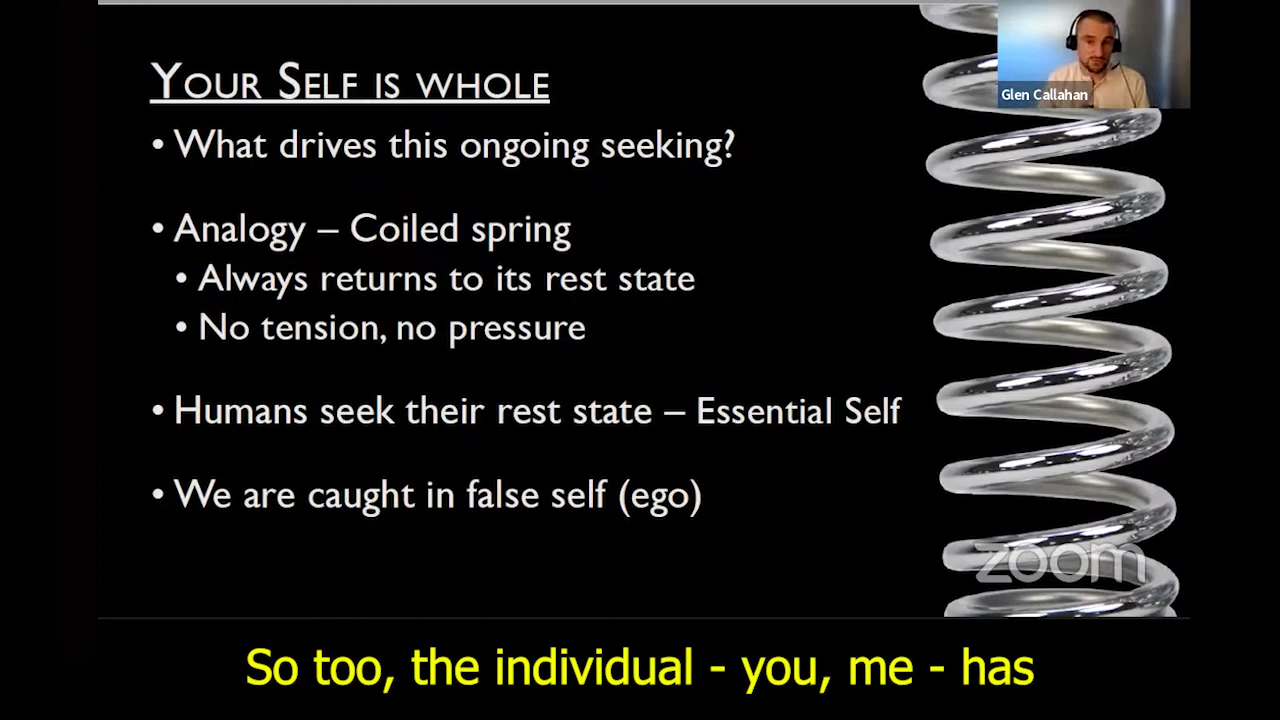 YOUR SELF IS WHOLE
• What drives this ongoing seeking?
• Analogy – Coiled spring
• Always returns to its rest state
• No tension, no pressure
• Humans seek their rest state – Essential Self
• We are caught in false self (ego)
Glen Callahan
zoom
So too, the individual - you, me - has